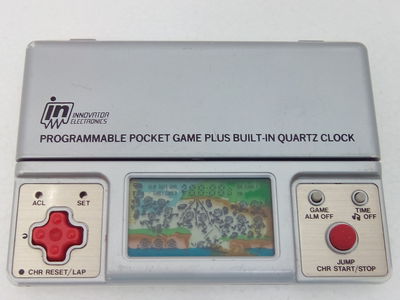 in
INNOVATOR
ELECTRONICS
PROGRAMMABLE POCKET GAME PLUS BUILT-IN QUARTZ CLOCK
ACL SET
CHR RESET/LAP
GAME TIME
ALM OFF OFF
JUMP
CHR START/STOP